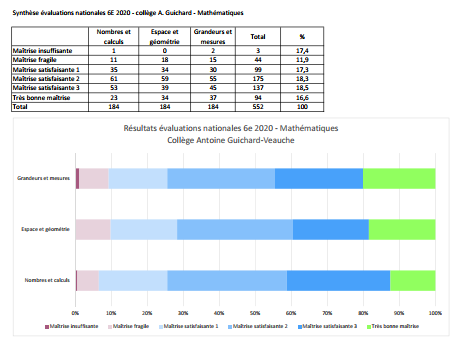 Synthèse évaluations nationales 6E 2020 - collège A. Guichard - Mathématiques
Nombres et calculs Espace et géométrie Grandeurs et mesures Total %
Maîtrise insuffisante 1 0 2 3 17,4
Maîtrise fragile 11 18 15 44 11,9
Maîtrise satisfaisante 1 35 34 30 99 17,3
Maîtrise satisfaisante 2 61 59 55 175 18,3
Maîtrise satisfaisante 3 53 39 45 137 18,5
Très bonne maîtrise 23 34 37 94 16,6
Total 184 184 184 552 100
Résultats évaluations nationales 6e 2020 - Mathématiques
Collège Antoine Guichard-Veauche
Grandeurs et mesures
Espace et géométrie
Nombres et calculs
0% 10% 20% 30% 40% 50% 60% 70% 80% 90% 100%
Maîtrise insuffisante Maîtrise fragile Maîtrise satisfaisante 1 Maîtrise satisfaisante 2 Maîtrise satisfaisante 3 Très bonne maîtrise